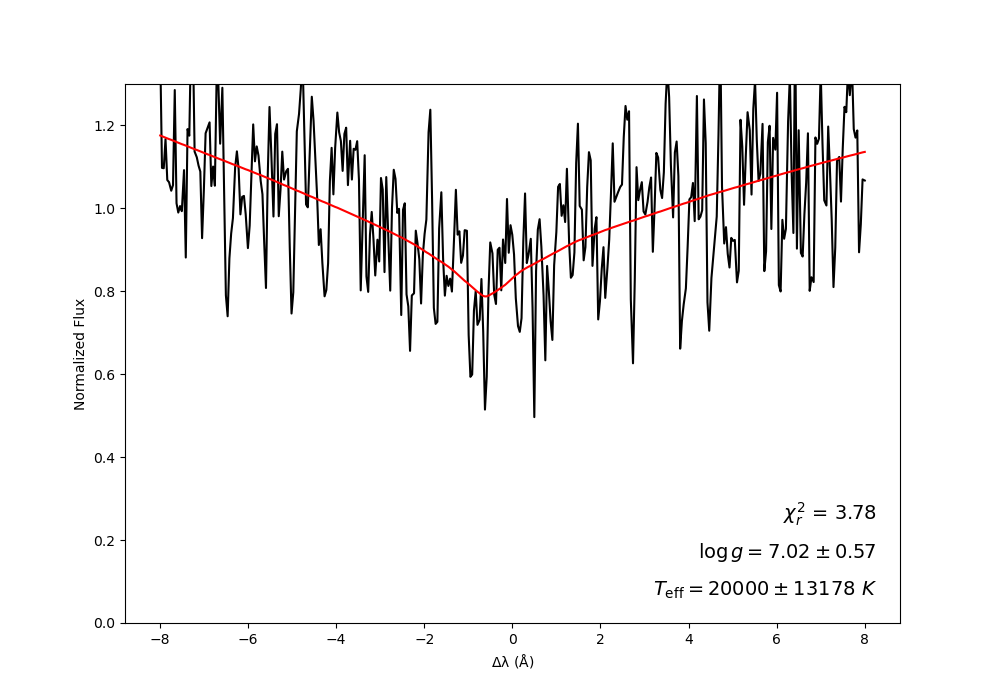 1.2
1.0
0.8
0.6
0.4
0.2
0.0
Normalized Flux
χ²ᵣ = 3.78
log g = 7.02 ± 0.57
T_eff = 20000 ± 13178 K
−8 −6 −4 −2 0 2 4 6 8
Δλ (Å)